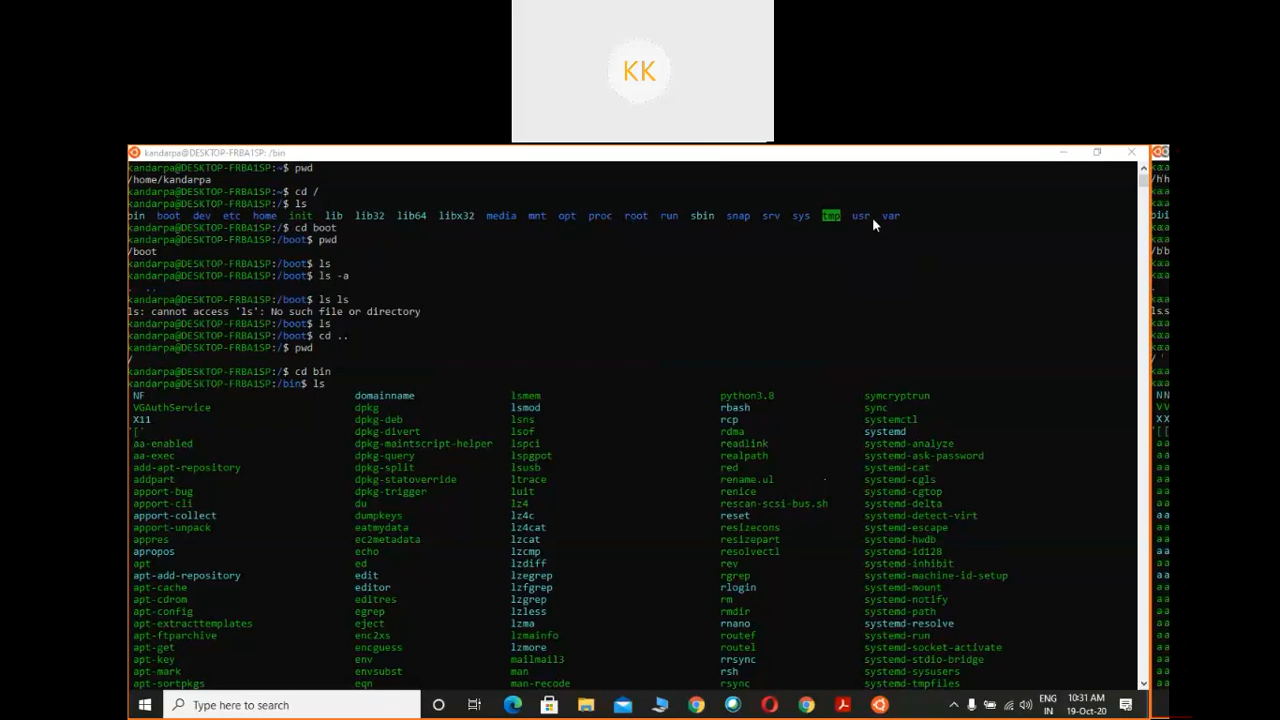 KK
kandarpa@DESKTOP-FRBA1SP: /bin
kandarpa@DESKTOP-FRBA1SP:~$ pwd
/home/kandarpa
kandarpa@DESKTOP-FRBA1SP:~$ cd /
kandarpa@DESKTOP-FRBA1SP:/$ ls
bin boot dev etc home init lib lib32 lib64 libx32 media mnt opt proc root run sbin snap srv sys tmp usr var
kandarpa@DESKTOP-FRBA1SP:/$ cd boot
kandarpa@DESKTOP-FRBA1SP:/boot$ pwd
/boot
kandarpa@DESKTOP-FRBA1SP:/boot$ ls
kandarpa@DESKTOP-FRBA1SP:/boot$ ls -a
. ..
kandarpa@DESKTOP-FRBA1SP:/boot$ ls ls
ls: cannot access 'ls': No such file or directory
kandarpa@DESKTOP-FRBA1SP:/boot$ ls
kandarpa@DESKTOP-FRBA1SP:/boot$ cd ..
kandarpa@DESKTOP-FRBA1SP:/$ pwd
/
kandarpa@DESKTOP-FRBA1SP:/$ cd bin
kandarpa@DESKTOP-FRBA1SP:/bin$ ls
NF domainname lsmem python3.8 symcryptrun
VGAuthService dpkg lsmod rbash sync
X11 dpkg-deb lsns rcp systemctl
'[' dpkg-divert lsof rdma systemd
aa-enabled dpkg-maintscript-helper lspci readlink systemd-analyze
aa-exec dpkg-query lspgpot realpath systemd-ask-password
add-apt-repository dpkg-split lsusb red systemd-cat
addpart dpkg-statoverride ltrace rename.ul systemd-cgls
apport-bug dpkg-trigger luit renice systemd-cgtop
apport-cli du lz4 rescan-scsi-bus.sh systemd-delta
apport-collect dumpkeys lz4c reset systemd-detect-virt
apport-unpack eatmydata lz4cat resizecons systemd-escape
appres ec2metadata lzcat resizepart systemd-hwdb
apropos echo lzcmp resolvectl systemd-id128
apt ed lzdiff rev systemd-inhibit
apt-add-repository edit lzegrep rgrep systemd-machine-id-setup
apt-cache editor lzfgrep rlogin systemd-mount
apt-cdrom editres lzgrep rm systemd-notify
apt-config egrep lzless rmdir systemd-path
apt-extracttemplates eject lzma rnano systemd-resolve
apt-ftparchive enc2xs lzmainfo routef systemd-run
apt-get encguess lzmore routel systemd-socket-activate
apt-key env mailmail3 rrsync systemd-stdio-bridge
apt-mark envsubst man rsh systemd-sysusers
apt-sortpkgs eqn man-recode rsync systemd-tmpfiles
Type here to search
ENG
IN
10:31 AM
19-Oct-20